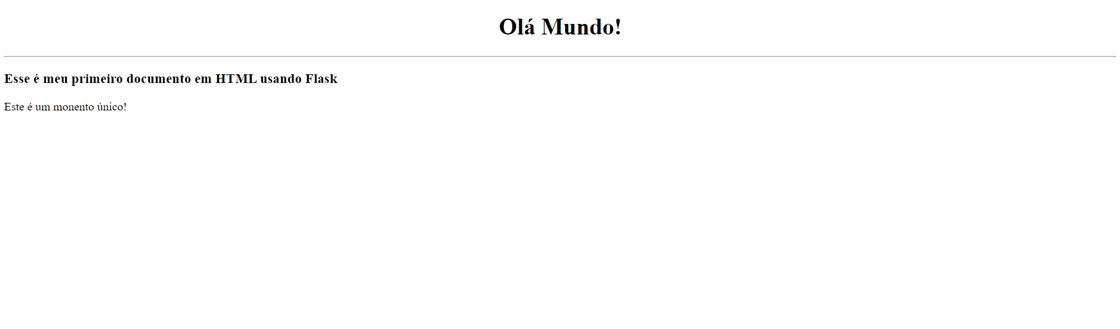 Olá Mundo!
Esse é meu primeiro documento em HTML usando Flask
Este é um monento único!